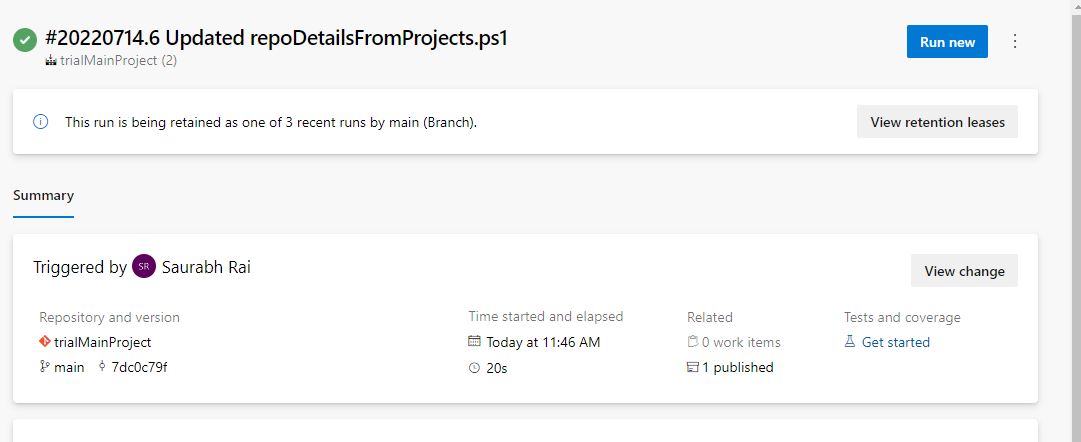 #20220714.6 Updated repoDetailsFromProjects.ps1
trialMainProject (2)
Run new
This run is being retained as one of 3 recent runs by main (Branch).
View retention leases
Summary
Triggered by SR Saurabh Rai
View change
Repository and version
trialMainProject
main 7dc0c79f
Time started and elapsed
Today at 11:46 AM
20s
Related
0 work items
1 published
Tests and coverage
Get started